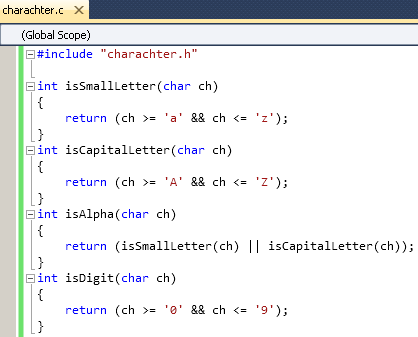 charachter.c
(Global Scope)
#include "charachter.h"
int isSmallLetter(char ch)
{
    return (ch >= 'a' && ch <= 'z');
}
int isCapitalLetter(char ch)
{
    return (ch >= 'A' && ch <= 'Z');
}
int isAlpha(char ch)
{
    return (isSmallLetter(ch) || isCapitalLetter(ch));
}
int isDigit(char ch)
{
    return (ch >= '0' && ch <= '9');
}